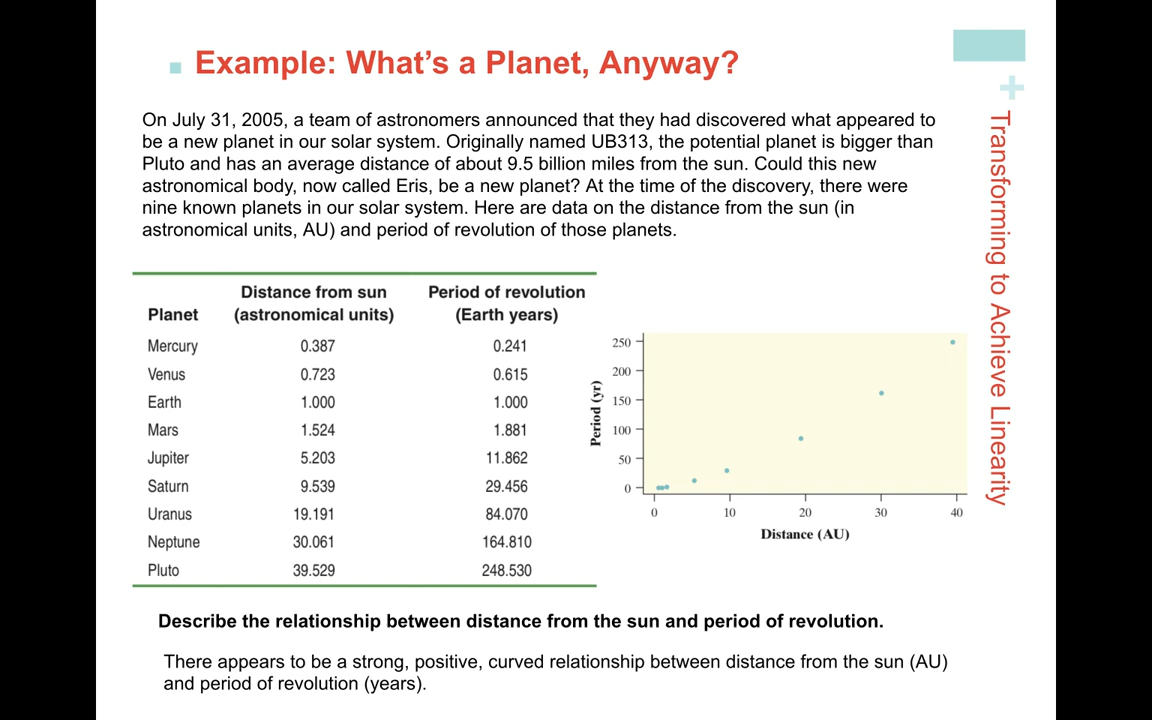 Example: What's a Planet, Anyway?
On July 31, 2005, a team of astronomers announced that they had discovered what appeared to
be a new planet in our solar system. Originally named UB313, the potential planet is bigger than
Pluto and has an average distance of about 9.5 billion miles from the sun. Could this new
astronomical body, now called Eris, be a new planet? At the time of the discovery, there were
nine known planets in our solar system. Here are data on the distance from the sun (in
astronomical units, AU) and period of revolution of those planets.
Distance from sun Period of revolution
Planet (astronomical units) (Earth years)
Mercury 0.387 0.241
Venus 0.723 0.615
Earth 1.000 1.000
Mars 1.524 1.881
Jupiter 5.203 11.862
Saturn 9.539 29.456
Uranus 19.191 84.070
Neptune 30.061 164.810
Pluto 39.529 248.530
Period (yr)
250
200
150
100
50
0
0 10 20 30 40
Distance (AU)
Describe the relationship between distance from the sun and period of revolution.
There appears to be a strong, positive, curved relationship between distance from the sun (AU)
and period of revolution (years).
+
Transforming to Achieve Linearity